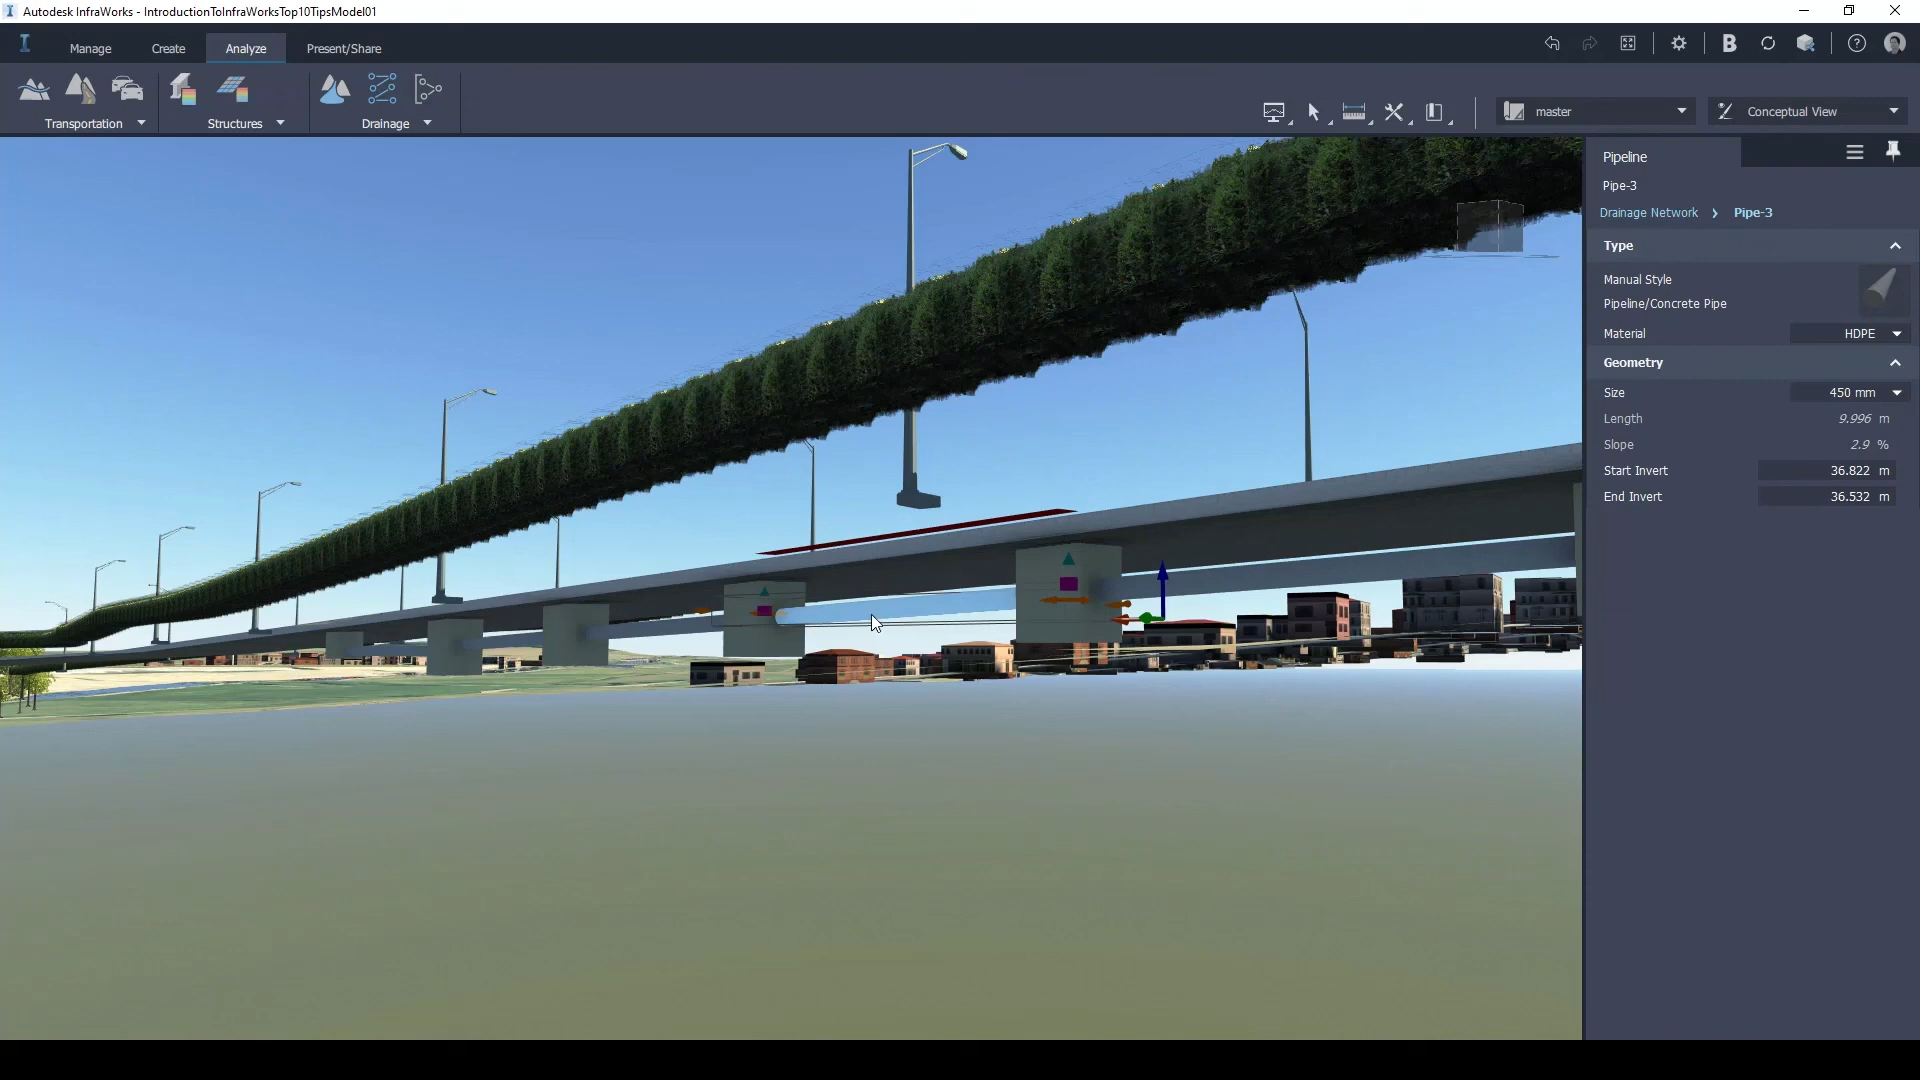 Autodesk InfraWorks - IntroductionToInfraWorksTop10TipsModel01
Manage Create Analyze Present/Share
Transportation Structures Drainage
master Conceptual View
Pipeline
Pipe-3
Drainage Network > Pipe-3
Type
Manual Style
Pipeline/Concrete Pipe
Material HDPE
Geometry
Size 450 mm
Length 9.996 m
Slope 2.9 %
Start Invert 36.822 m
End Invert 36.532 m